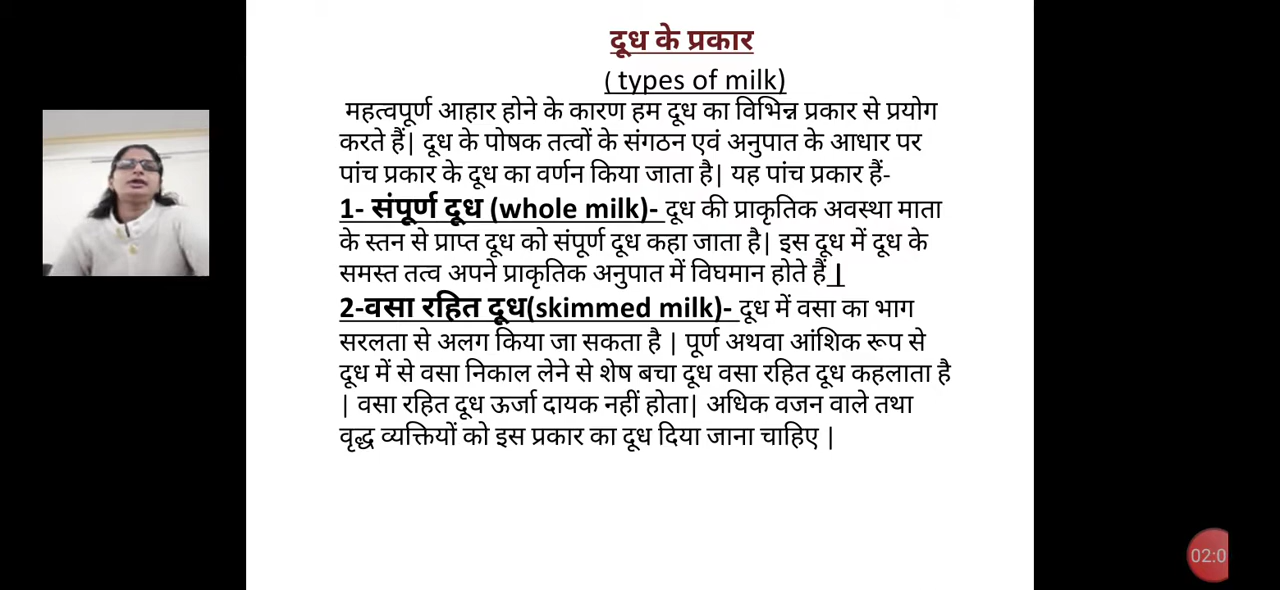 दूध के प्रकार
( types of milk)
महत्वपूर्ण आहार होने के कारण हम दूध का विभिन्न प्रकार से प्रयोग
करते हैं| दूध के पोषक तत्वों के संगठन एवं अनुपात के आधार पर
पांच प्रकार के दूध का वर्णन किया जाता है| यह पांच प्रकार हैं-
1- संपूर्ण दूध (whole milk)- दूध की प्राकृतिक अवस्था माता
के स्तन से प्राप्त दूध को संपूर्ण दूध कहा जाता है| इस दूध में दूध के
समस्त तत्व अपने प्राकृतिक अनुपात में विघमान होते हैं |
2-वसा रहित दूध(skimmed milk)- दूध में वसा का भाग
सरलता से अलग किया जा सकता है | पूर्ण अथवा आंशिक रूप से
दूध में से वसा निकाल लेने से शेष बचा दूध वसा रहित दूध कहलाता है
| वसा रहित दूध ऊर्जा दायक नहीं होता| अधिक वजन वाले तथा
वृद्ध व्यक्तियों को इस प्रकार का दूध दिया जाना चाहिए |
02:0